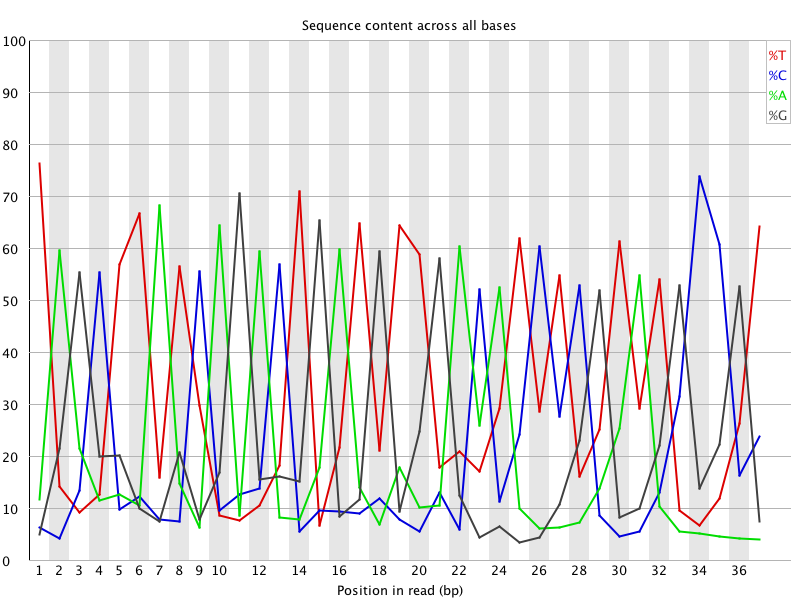 Sequence content across all bases
100
90
80
70
60
50
40
30
20
10
0
%T
%C
%A
%G
1 2 3 4 5 6 7 8 9 10 12 14 16 18 20 22 24 26 28 30 32 34 36
Position in read (bp)